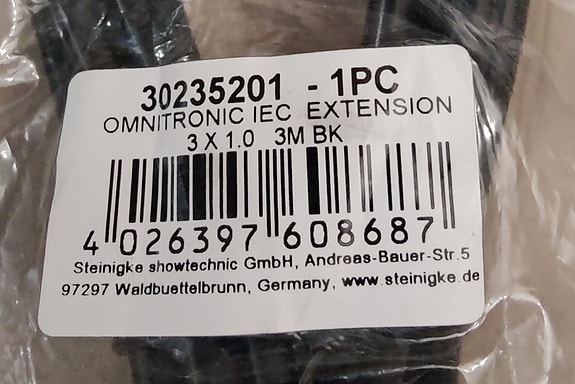 30235201 - 1PC
OMNITRONIC IEC EXTENSION
3 X 1.0 3M BK
4 026397 608687
Steinigke showtechnic GmbH, Andreas-Bauer-Str.5
97297 Waldbuettelbrunn, Germany, www.steinigke.de